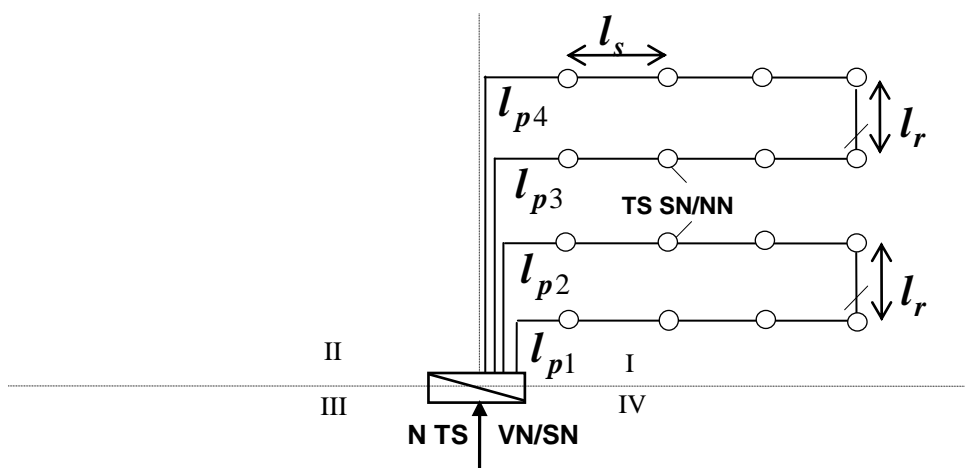 l_s
l_p4
l_r
l_p3
TS SN/NN
l_p2
l_r
l_p1
II
I
III
IV
N TS VN/SN